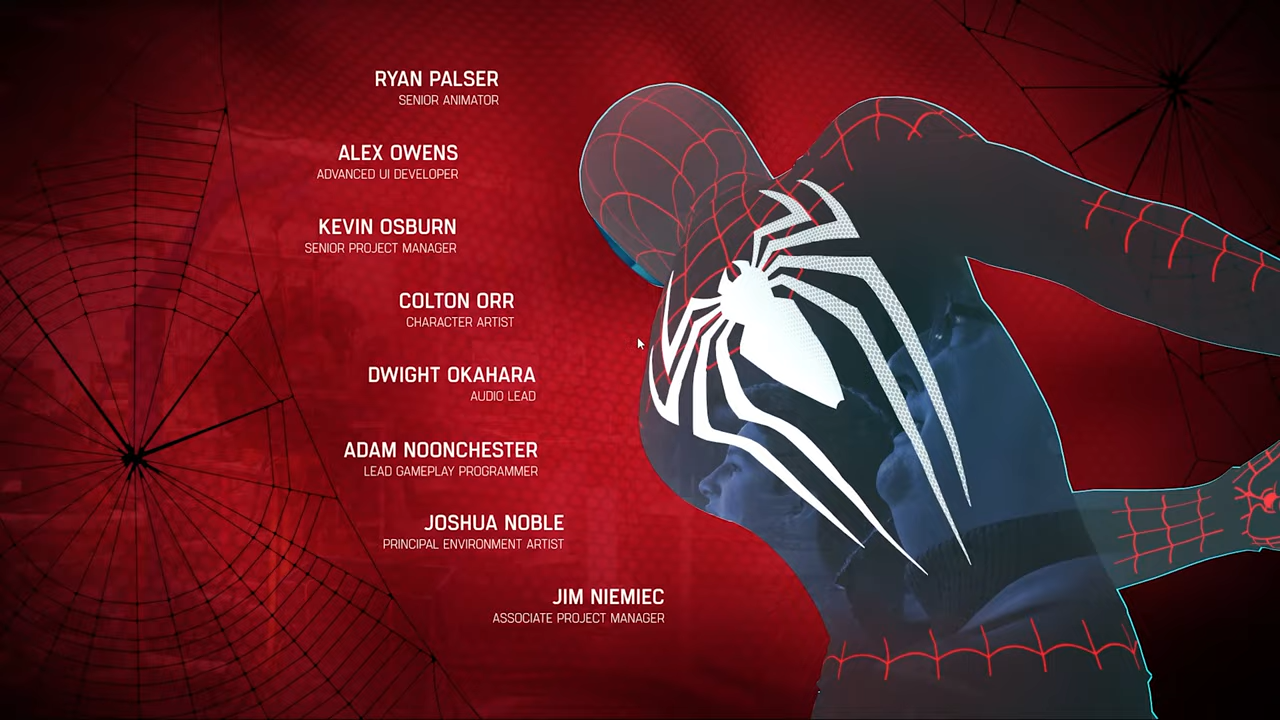 RYAN PALSER
SENIOR ANIMATOR
ALEX OWENS
ADVANCED UI DEVELOPER
KEVIN OSBURN
SENIOR PROJECT MANAGER
COLTON ORR
CHARACTER ARTIST
DWIGHT OKAHARA
AUDIO LEAD
ADAM NOONCHESTER
LEAD GAMEPLAY PROGRAMMER
JOSHUA NOBLE
PRINCIPAL ENVIRONMENT ARTIST
JIM NIEMIEC
ASSOCIATE PROJECT MANAGER